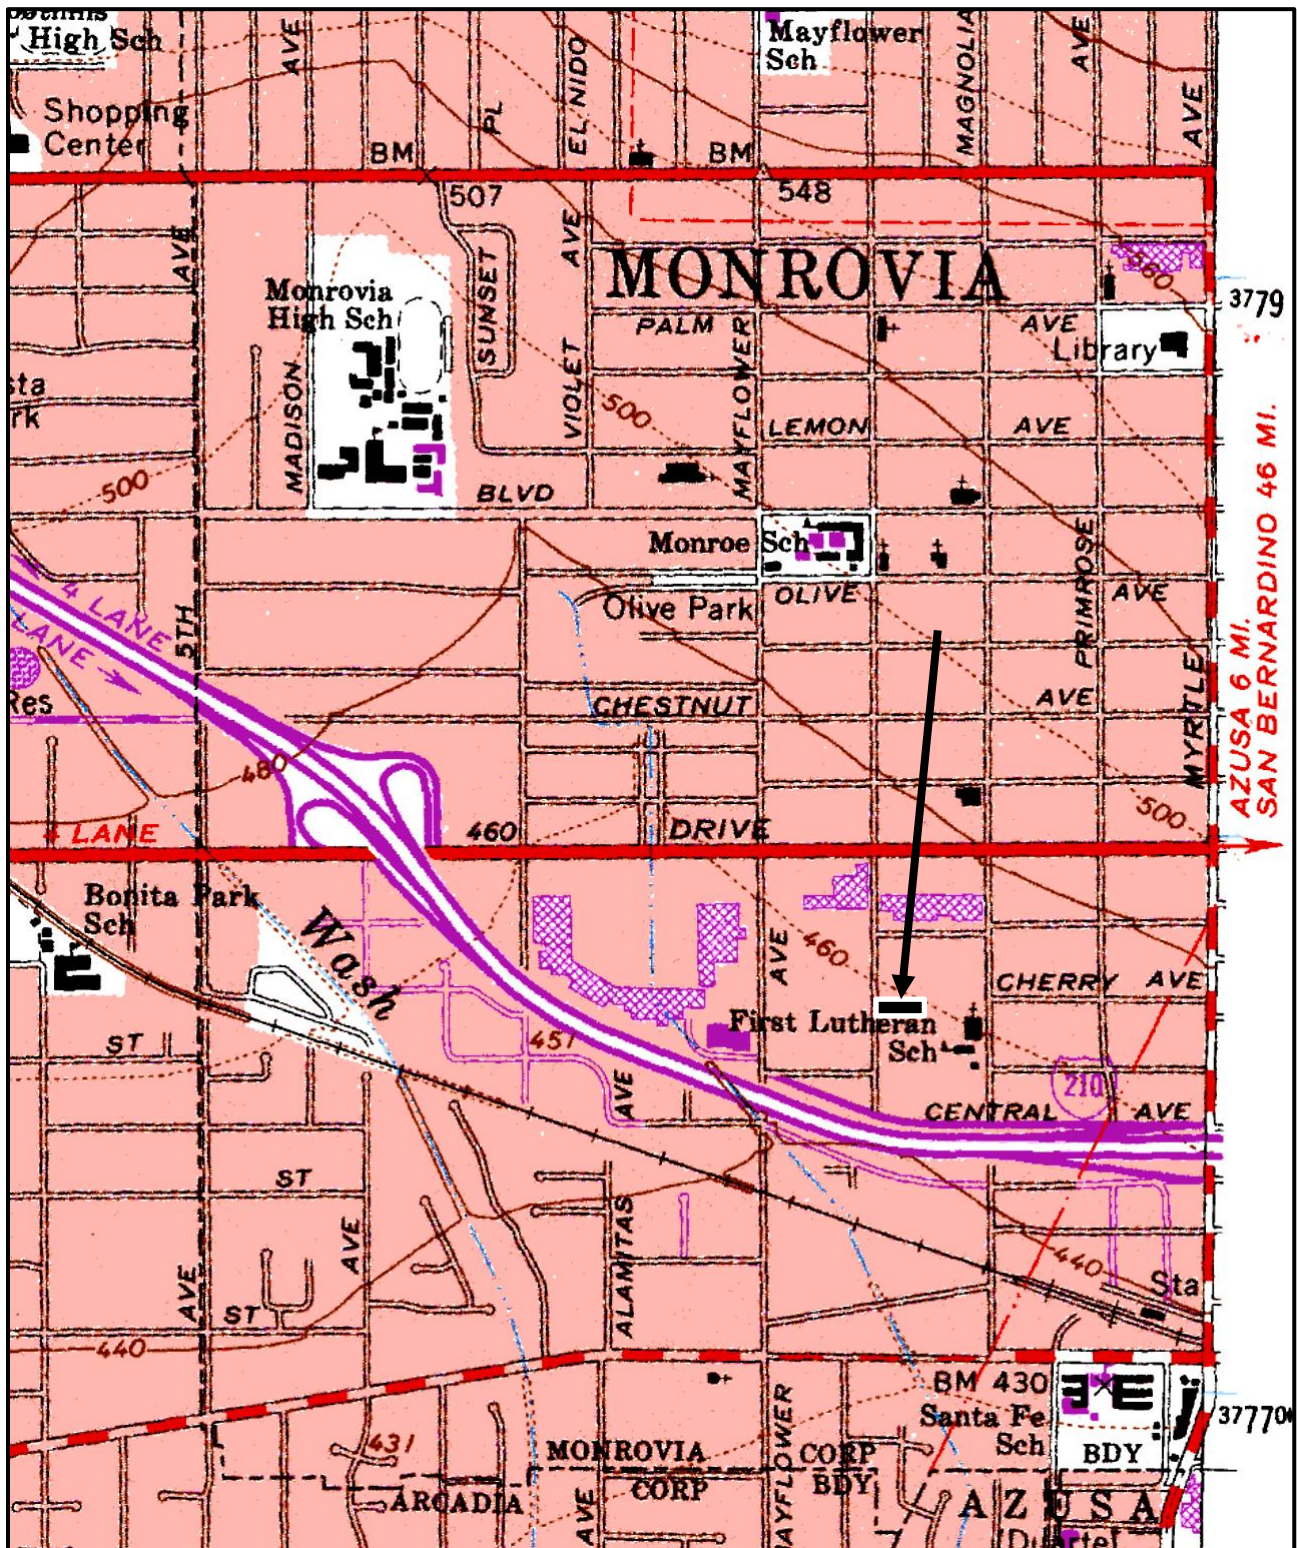 High Sch
AVE
PL
EL NIDO
Mayflower
Sch
MAGNOLIA
AVE
AVE
Shopping
Center
BM
BM
507
548
AVE
AVE
SUNSET
MONROVIA
560
3779
Monrovia
High Sch
PALM
AVE
Library
MADISON
VIOLET
MAYFLOWER
500
LEMON
AVE
500
BLVD
Monroe Sch
PRIMROSE
4 LANE
LANE
5TH
Olive Park
OLIVE
AVE
Res
CHESTNUT
AVE
MYRTLE
AZUSA 6 MI.
SAN BERNARDINO 46 MI.
480
500
4 LANE
460
DRIVE
Bonita Park
Sch
Wash
AVE
460
CHERRY
AVE
First Lutheran
Sch
ST
451
AVE
210
CENTRAL
AVE
ST
AVE
ALAMITAS
AVE
ST
440
Sta
440
BM 430
Santa Fe
Sch
37770
431
MONROVIA
CORP
BDY
ARCADIA
CORP
BDY
AVE
MAYFLOWER
AZUSA